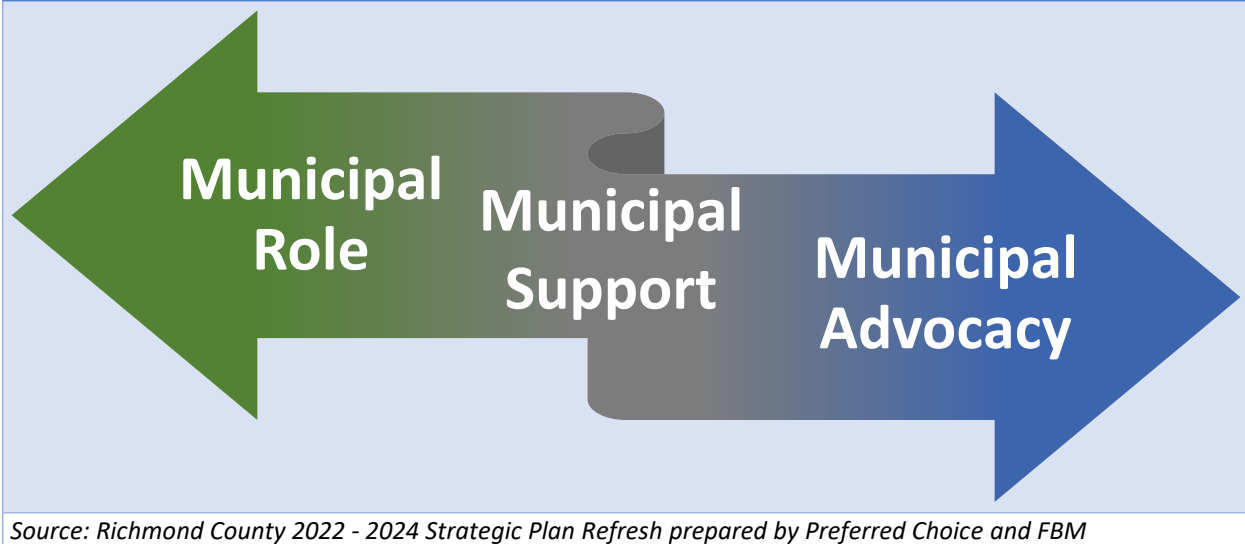 Municipal
Role
Municipal
Support
Municipal
Advocacy
Source: Richmond County 2022 - 2024 Strategic Plan Refresh prepared by Preferred Choice and FBM